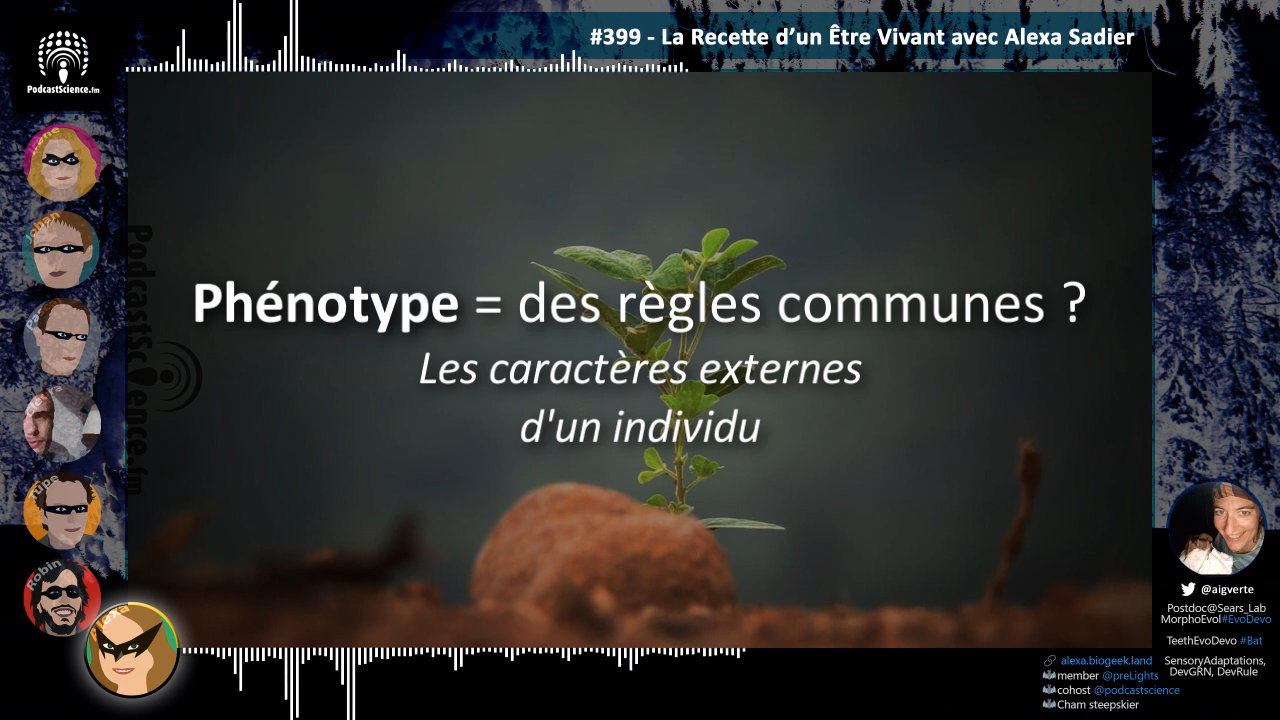 #399 - La Recette d'un Être Vivant avec Alexa Sadier
PodcastScience.fm
PodcastScience.fm
Phénotype = des règles communes ?
Les caractères externes
d'un individu
Robin
Alexa
@aigverte
Postdoc@Sears_Lab
MorphoEvol#EvoDevo
TeethEvoDevo #Bat
SensoryAdaptations,
DevGRN, DevRule
alexa.biogeek.land
member @preLights
cohost @podcastscience
Cham steepskier